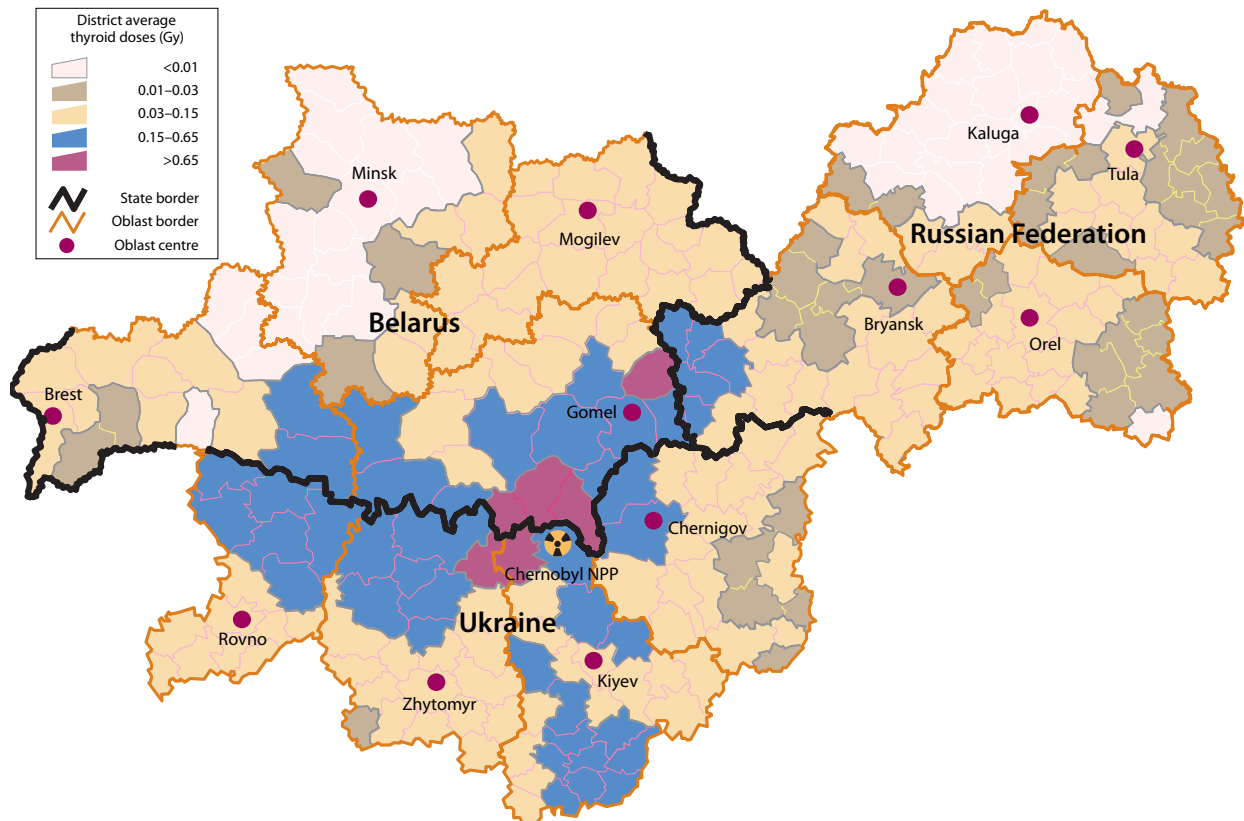 District average
thyroid doses (Gy)
<0.01
0.01–0.03
0.03–0.15
0.15–0.65
>0.65
State border
Oblast border
Oblast centre
Kaluga
Tula
Minsk
Mogilev
Russian Federation
Bryansk
Orel
Belarus
Brest
Gomel
Chernigov
Chernobyl NPP
Ukraine
Rovno
Kiyev
Zhytomyr